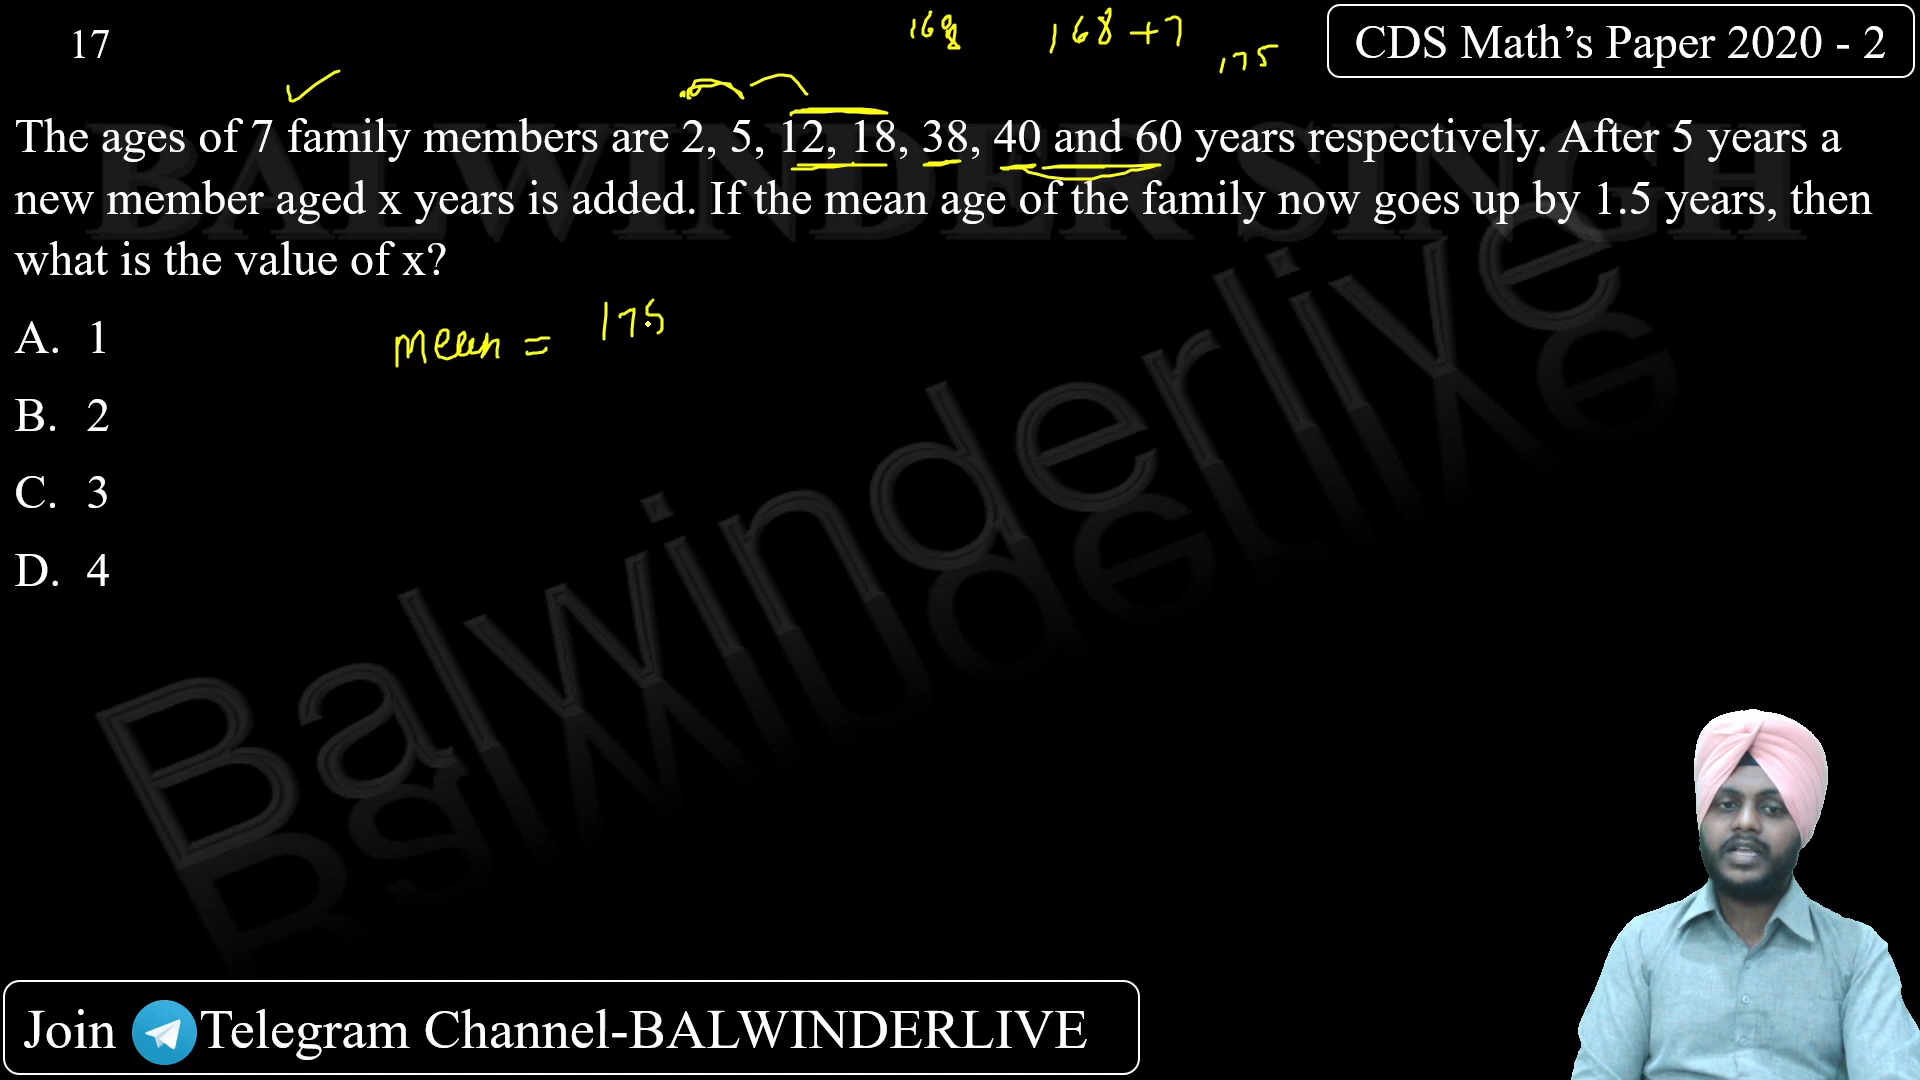 17
168
168+7
175
CDS Math’s Paper 2020 - 2
The ages of 7 family members are 2, 5, 12, 18, 38, 40 and 60 years respectively. After 5 years a
new member aged x years is added. If the mean age of the family now goes up by 1.5 years, then
what is the value of x?
A. 1
mean = 175
B. 2
C. 3
D. 4
BALWINDER SINGH
Balwinderlive
Join Telegram Channel-BALWINDERLIVE